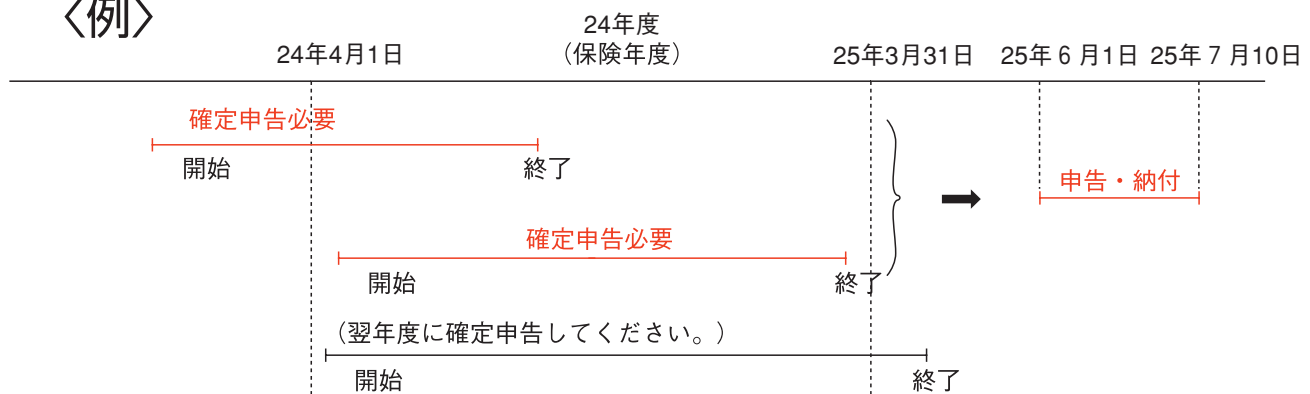 〈例〉
24年度
(保険年度)
24年4月1日
25年3月31日
25年6月1日
25年7月10日
確定申告必要
開始
終了
申告・納付
確定申告必要
開始
終了
(翌年度に確定申告してください。)
開始
終了